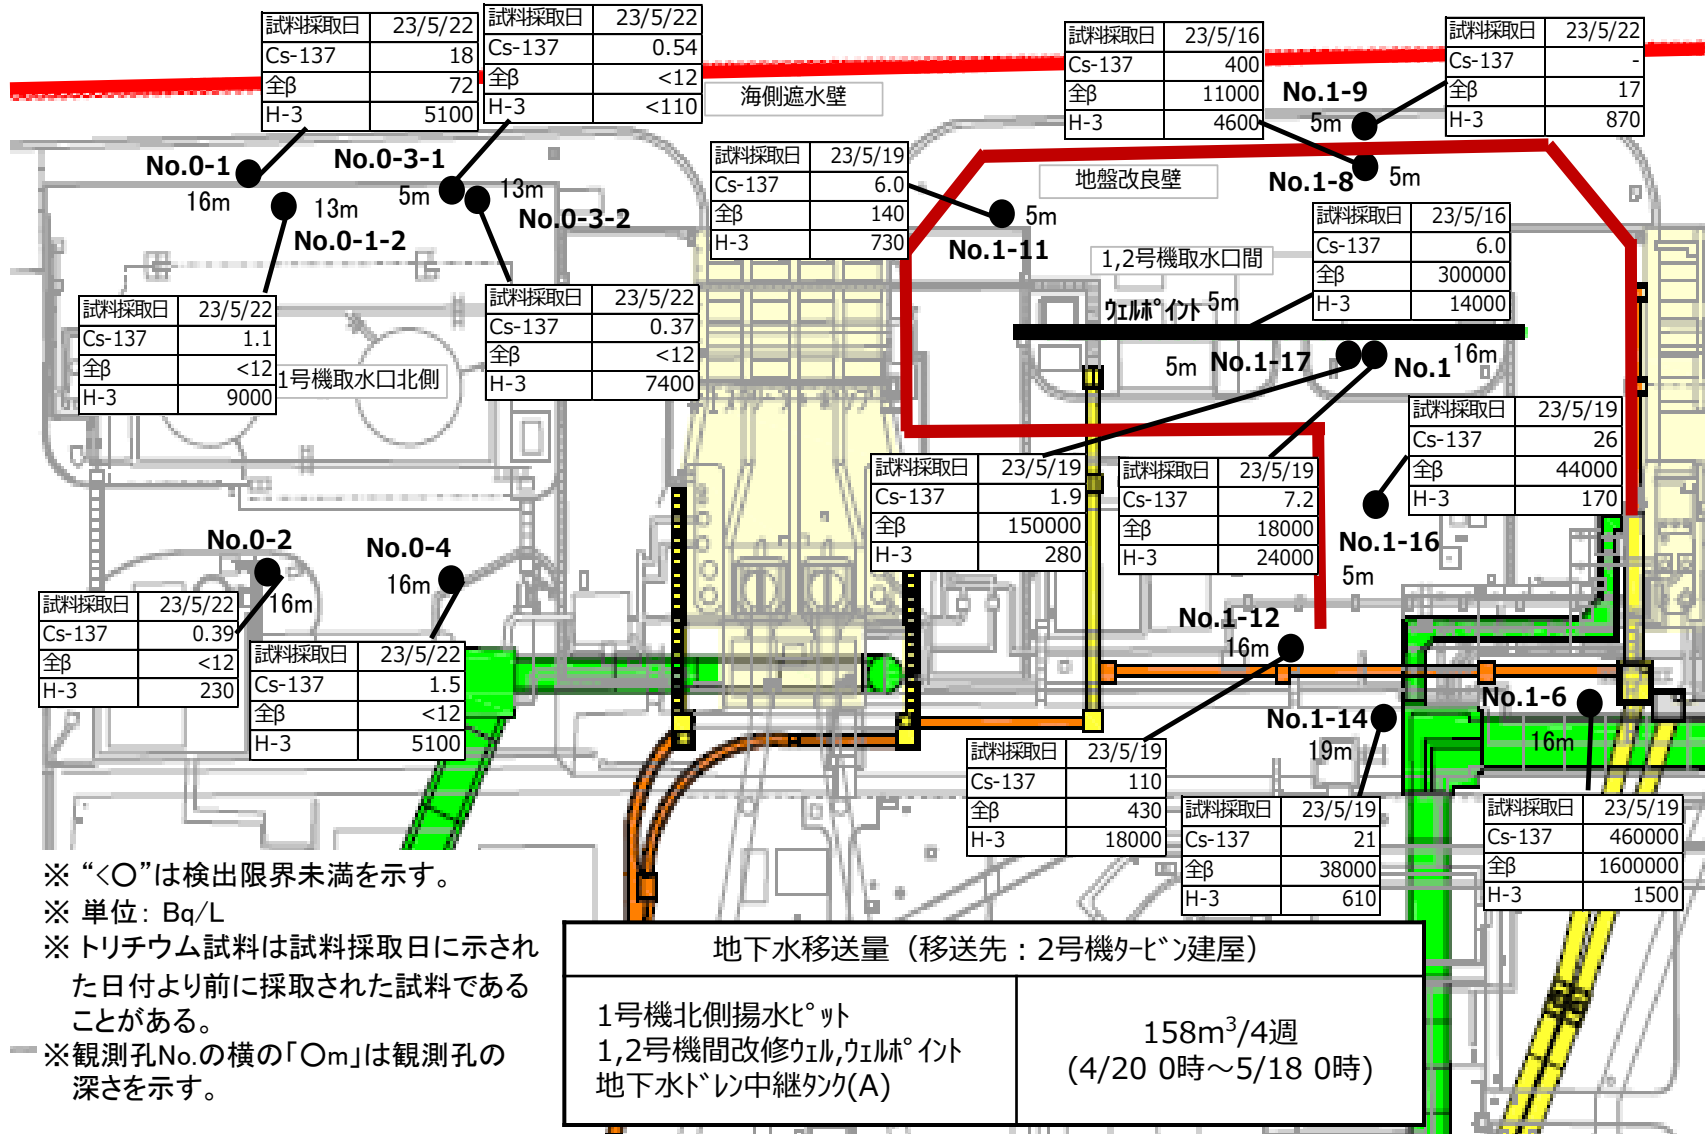 試料採取日 23/5/22
Cs-137 18
全β 72
H-3 5100
試料採取日 23/5/22
Cs-137 0.54
全β <12
H-3 <110
海側遮水壁
試料採取日 23/5/16
Cs-137 400
全β 11000
H-3 4600
試料採取日 23/5/22
Cs-137 -
全β 17
H-3 870
No.1-9
5m
No.0-1
16m
No.0-3-1
5m
13m
No.0-3-2
13m
No.0-1-2
試料採取日 23/5/19
Cs-137 6.0
全β 140
H-3 730
5m
No.1-11
地盤改良壁
No.1-8
5m
1,2号機取水口間
試料採取日 23/5/16
Cs-137 6.0
全β 300000
H-3 14000
ウェルポイント 5m
試料採取日 23/5/22
Cs-137 1.1
全β <12
H-3 9000
1号機取水口北側
試料採取日 23/5/22
Cs-137 0.37
全β <12
H-3 7400
5m
No.1-17
No.1
16m
試料採取日 23/5/19
Cs-137 26
全β 44000
H-3 170
試料採取日 23/5/19
Cs-137 1.9
全β 150000
H-3 280
試料採取日 23/5/19
Cs-137 7.2
全β 18000
H-3 24000
No.1-16
5m
No.0-2
16m
No.0-4
16m
試料採取日 23/5/22
Cs-137 0.39
全β <12
H-3 230
試料採取日 23/5/22
Cs-137 1.5
全β <12
H-3 5100
No.1-12
16m
No.1-14
19m
No.1-6
16m
試料採取日 23/5/19
Cs-137 110
全β 430
H-3 18000
試料採取日 23/5/19
Cs-137 21
全β 38000
H-3 610
試料採取日 23/5/19
Cs-137 460000
全β 1600000
H-3 1500
※ “<〇”は検出限界未満を示す。
※ 単位: Bq/L
※ トリチウム試料は試料採取日に示され
た日付より前に採取された試料である
ことがある。
※観測孔No.の横の「〇m」は観測孔の
深さを示す。
地下水移送量（移送先：2号機タービン建屋）
1号機北側揚水ピット
1,2号機間改修ウェル,ウェルポイント
地下水ドレン中継タンク(A)
158m³/4週
(4/20 0時～5/18 0時)